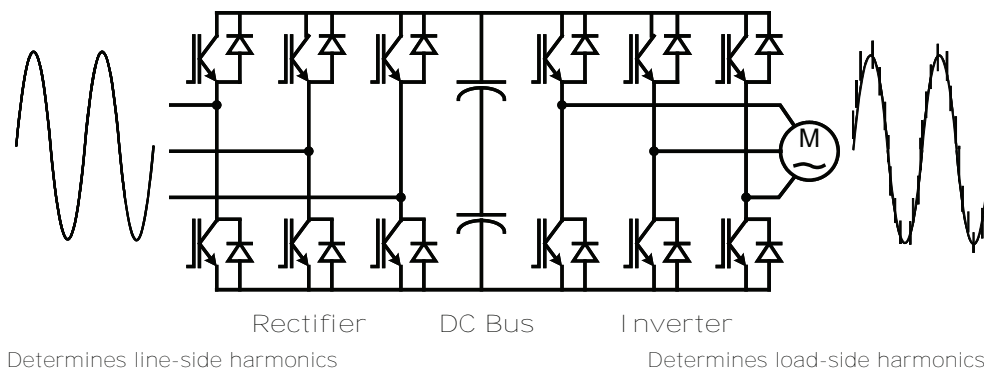 M
Rectifier
DC Bus
Inverter
Determines line-side harmonics
Determines load-side harmonics